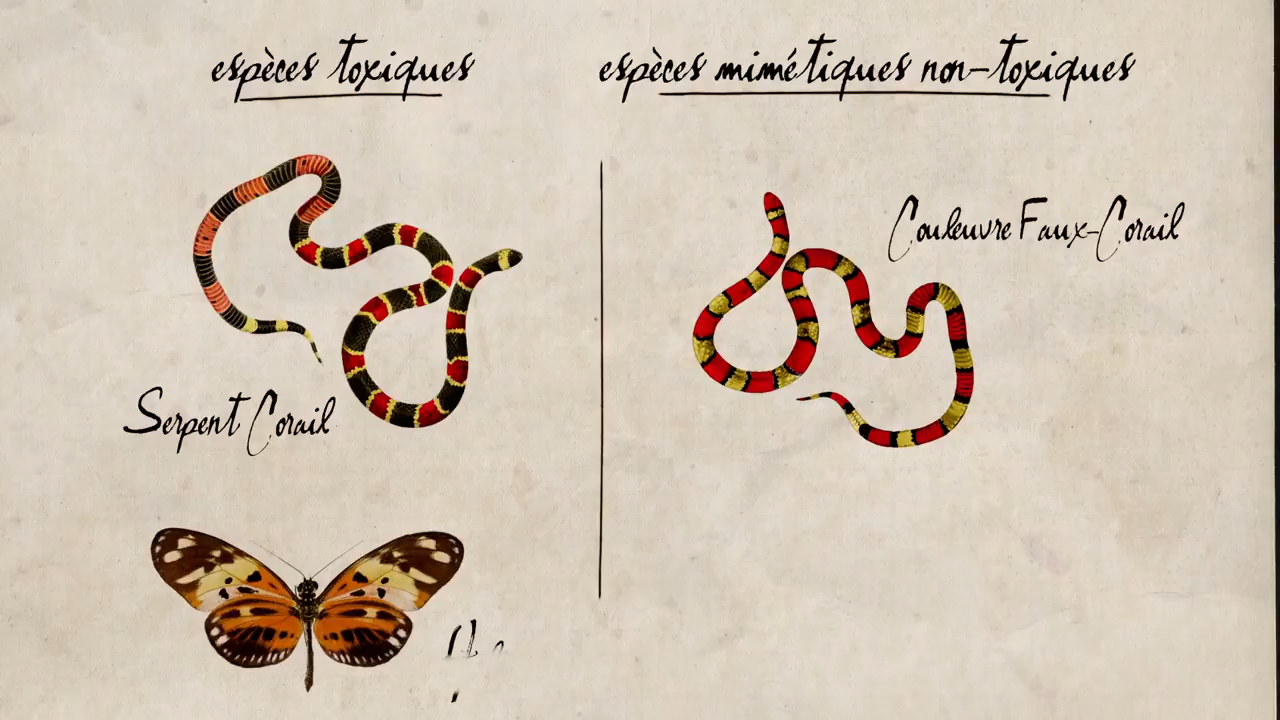 espèces toxiques
espèces mimétiques non-toxiques
Couleuvre Faux-Corail
Serpent Corail